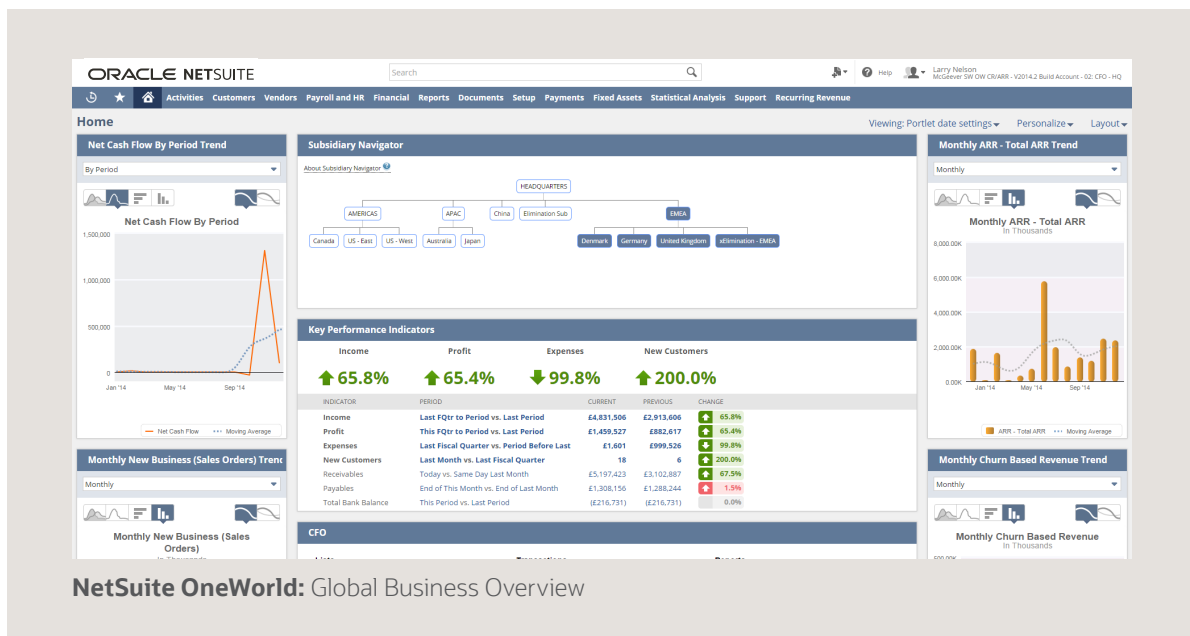 ORACLE NETSUITE
Search
Help
Larry Nelson
McGeever SW OW CR/ARR - V2014.2 Build Account - 02: CFO - HQ
Activities Customers Vendors Payroll and HR Financial Reports Documents Setup Payments Fixed Assets Statistical Analysis Support Recurring Revenue
Home
Viewing: Portlet date settings Personalize Layout
Net Cash Flow By Period Trend
By Period
Net Cash Flow By Period
1,500,000
1,000,000
500,000
0
Jan '14 May '14 Sep '14
Net Cash Flow Moving Average
Monthly New Business (Sales Orders) Trend
Monthly
Monthly New Business (Sales
Orders)
In Thousands
Subsidiary Navigator
About Subsidiary Navigator
HEADQUARTERS
AMERICAS APAC China Elimination Sub EMEA
Canada US - East US - West Australia Japan Denmark Germany United Kingdom xElimination - EMEA
Key Performance Indicators
Income Profit Expenses New Customers
65.8% 65.4% 99.8% 200.0%
INDICATOR PERIOD CURRENT PREVIOUS CHANGE
Income Last FQtr to Period vs. Last Period £4,831,506 £2,913,606 65.8%
Profit This FQtr to Period vs. Last Period £1,459,527 £882,617 65.4%
Expenses Last Fiscal Quarter vs. Period Before Last £1,601 £999,526 99.8%
New Customers Last Month vs. Last Fiscal Quarter 18 6 200.0%
Receivables Today vs. Same Day Last Month £5,197,423 £3,102,887 67.5%
Payables End of This Month vs. End of Last Month £1,308,156 £1,288,244 1.5%
Total Bank Balance This Period vs. Last Period (£216,731) (£216,731) 0.0%
CFO
Lists Transactions Reports
Monthly ARR - Total ARR Trend
Monthly
Monthly ARR - Total ARR
In Thousands
8,000.00K
6,000.00K
4,000.00K
2,000.00K
0.00K
Jan '14 May '14 Sep '14
ARR - Total ARR Moving Average
Monthly Churn Based Revenue Trend
Monthly
Monthly Churn Based Revenue
In Thousands
500.00K
NetSuite OneWorld: Global Business Overview